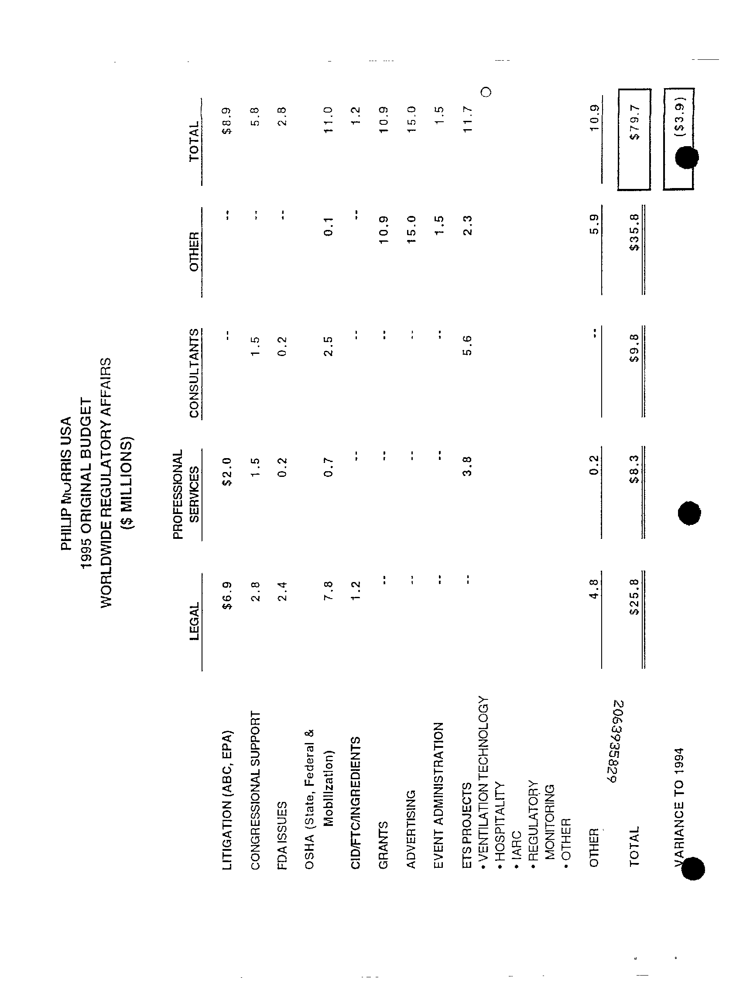 PHILIP MORRIS USA
1995 ORIGINAL BUDGET
WORLDWIDE REGULATORY AFFAIRS
($ MILLIONS)
LEGAL PROFESSIONAL SERVICES CONSULTANTS OTHER TOTAL
LITIGATION (ABC, EPA) $6.9 $2.0 -- -- $8.9
CONGRESSIONAL SUPPORT 2.8 1.5 1.5 -- 5.8
FDA ISSUES 2.4 0.2 0.2 -- 2.8
OSHA (State, Federal &
Mobilization) 7.8 0.7 2.5 0.1 11.0
CID/FTC/INGREDIENTS 1.2 -- -- -- 1.2
GRANTS -- -- -- 10.9 10.9
ADVERTISING -- -- -- 15.0 15.0
EVENT ADMINISTRATION -- -- -- 1.5 1.5
ETS PROJECTS -- 3.8 5.6 2.3 11.7
• VENTILATION TECHNOLOGY
• HOSPITALITY
• IARC
• REGULATORY
MONITORING
• OTHER
OTHER 4.8 0.2 -- 5.9 10.9
TOTAL $25.8 $8.3 $9.8 $35.8 $79.7
VARIANCE TO 1994 ($3.9)
2063935829